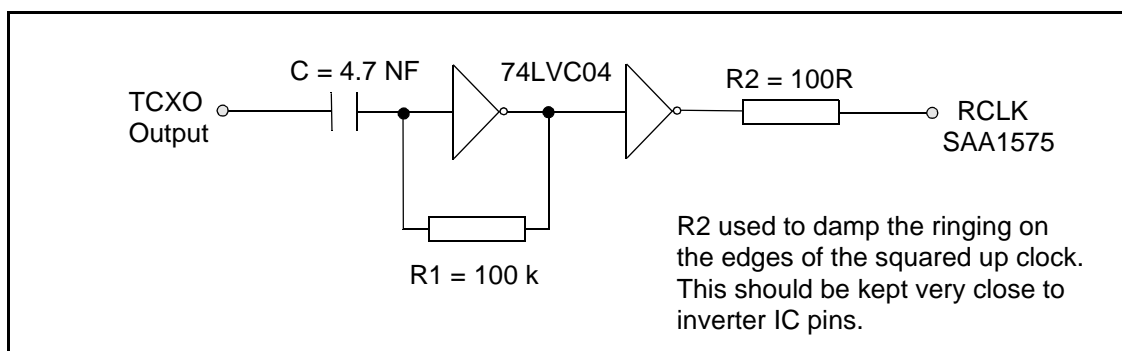 C = 4.7 NF
74LVC04
R2 = 100R
TCXO
Output
RCLK
SAA1575
R1 = 100 k
R2 used to damp the ringing on
the edges of the squared up clock.
This should be kept very close to
inverter IC pins.